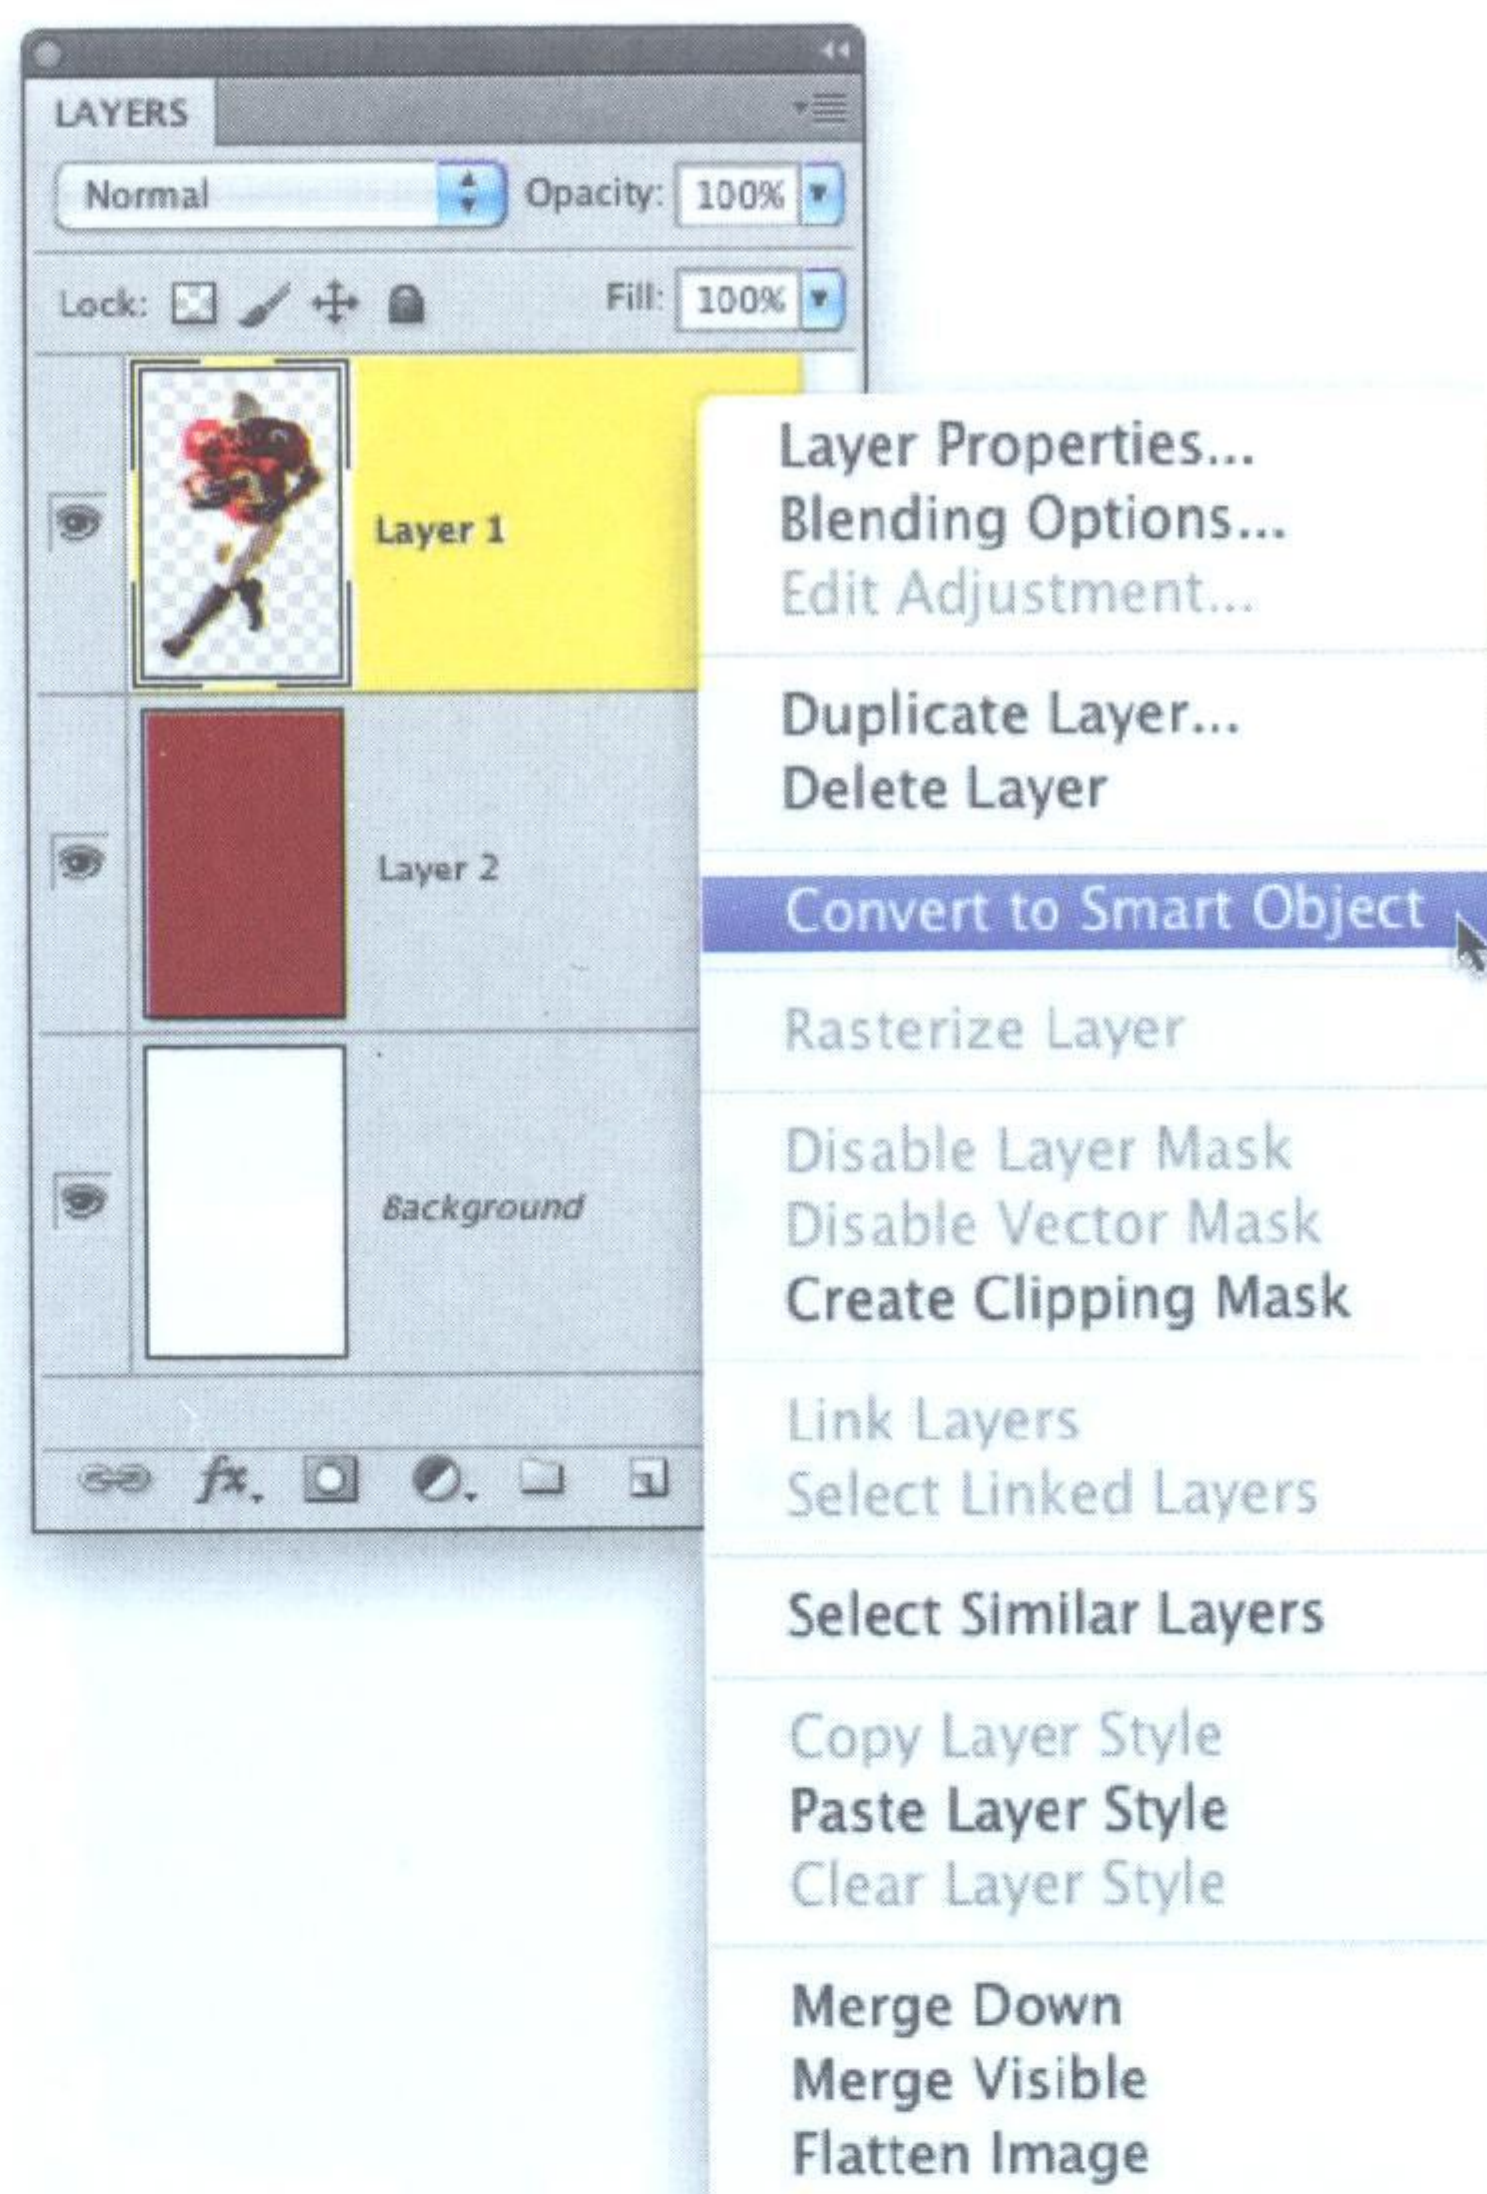 LAYERS
Normal Opacity: 100%
Lock: Fill: 100%
Layer 1
Layer 2
Background
fx.
Layer Properties...
Blending Options...
Edit Adjustment...
Duplicate Layer...
Delete Layer
Convert to Smart Object
Rasterize Layer
Disable Layer Mask
Disable Vector Mask
Create Clipping Mask
Link Layers
Select Linked Layers
Select Similar Layers
Copy Layer Style
Paste Layer Style
Clear Layer Style
Merge Down
Merge Visible
Flatten Image